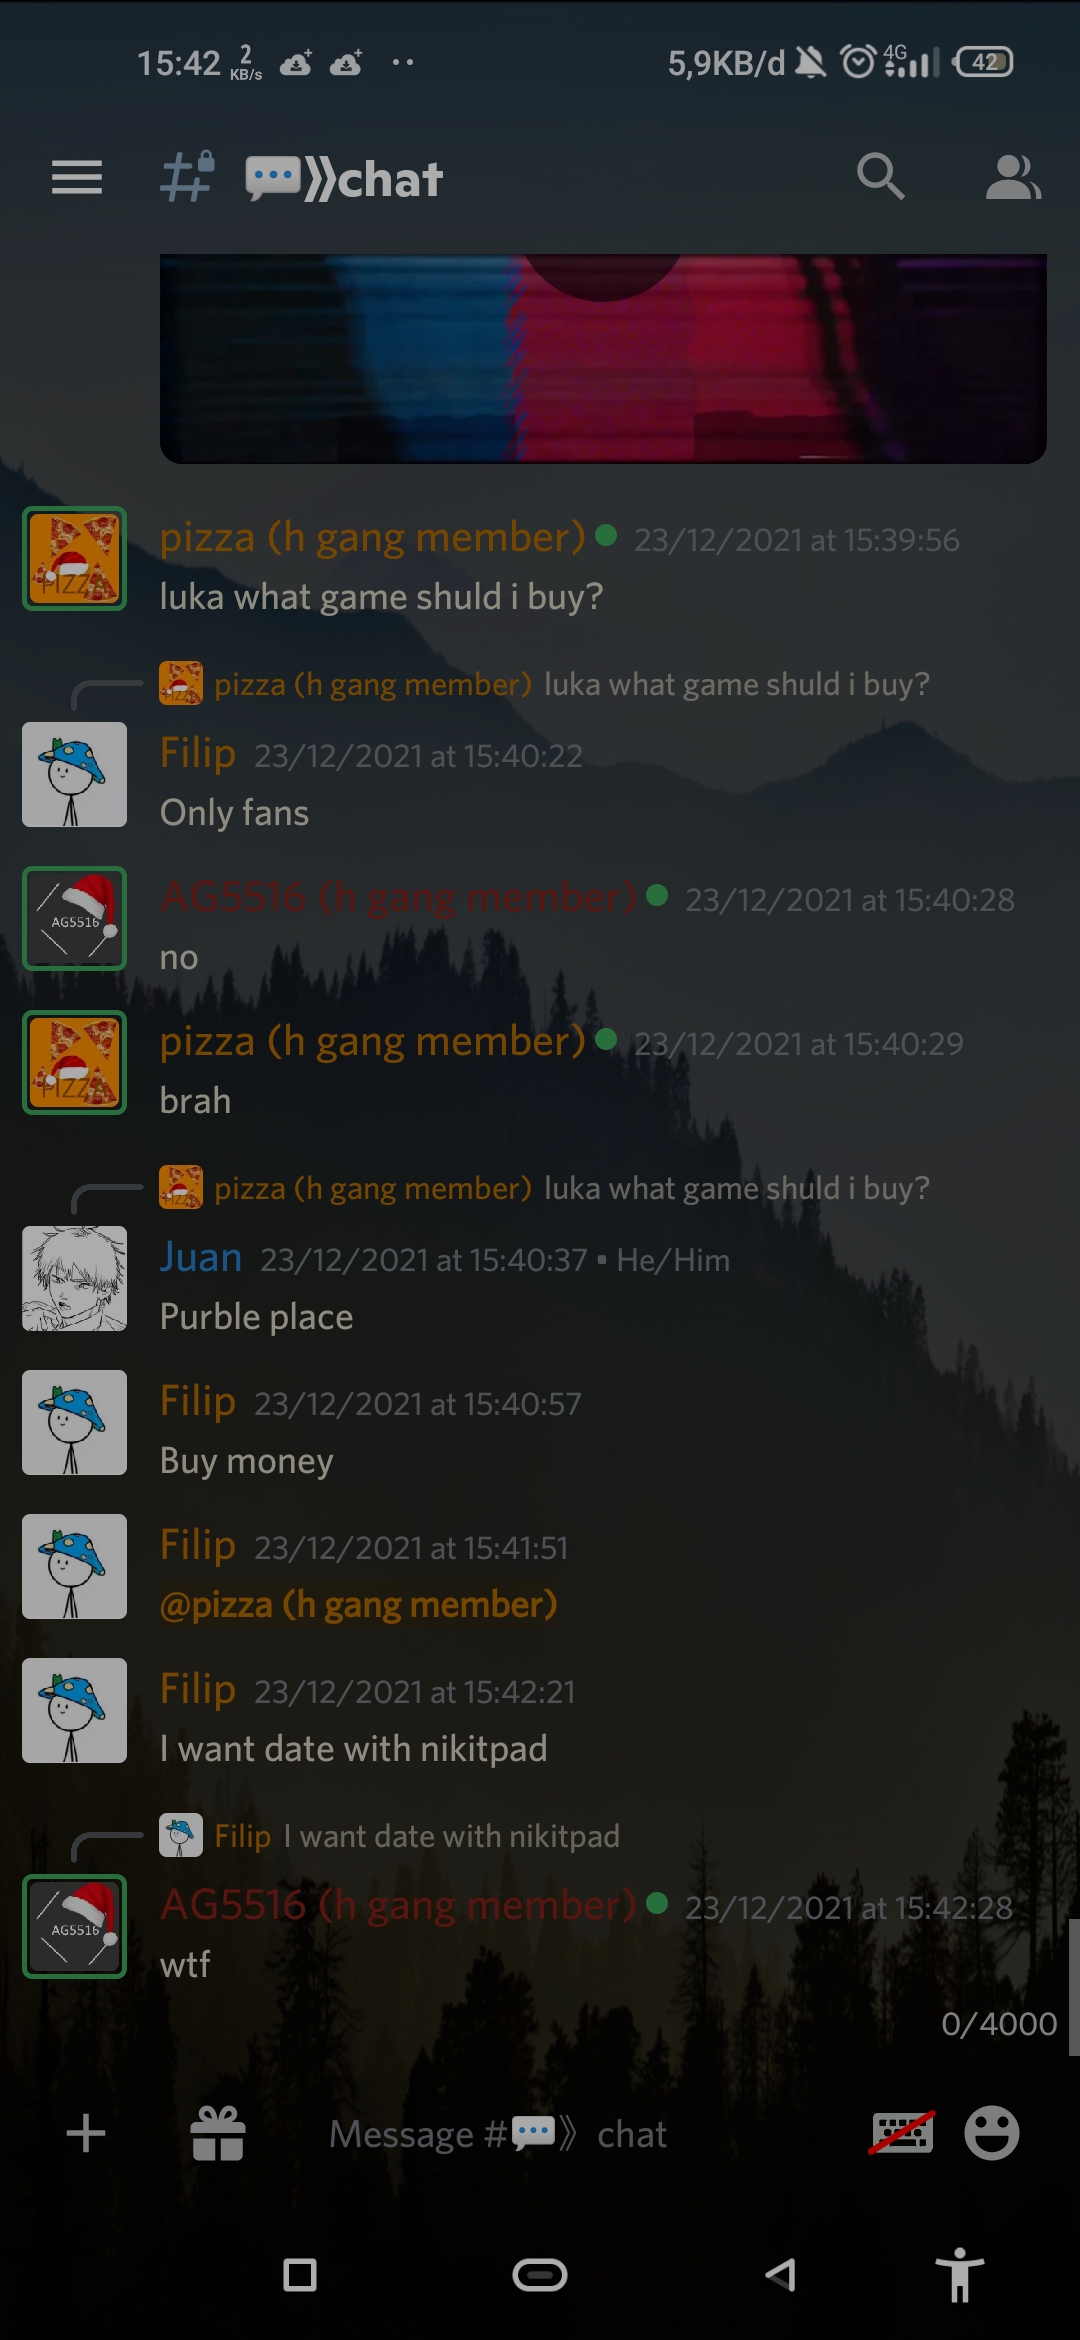 15:42 2 KB/s 5,9KB/d 4G 42
chat
pizza (h gang member) 23/12/2021 at 15:39:56
luka what game shuld i buy?
pizza (h gang member) luka what game shuld i buy?
Filip 23/12/2021 at 15:40:22
Only fans
AG5516 (h gang member) 23/12/2021 at 15:40:28
AG5516
no
pizza (h gang member) 23/12/2021 at 15:40:29
PIZZA
brah
pizza (h gang member) luka what game shuld i buy?
Juan 23/12/2021 at 15:40:37 • He/Him
Purble place
Filip 23/12/2021 at 15:40:57
Buy money
Filip 23/12/2021 at 15:41:51
@pizza (h gang member)
Filip 23/12/2021 at 15:42:21
I want date with nikitpad
Filip I want date with nikitpad
AG5516 (h gang member) 23/12/2021 at 15:42:28
AG5516
wtf
0/4000
Message #💬》 chat